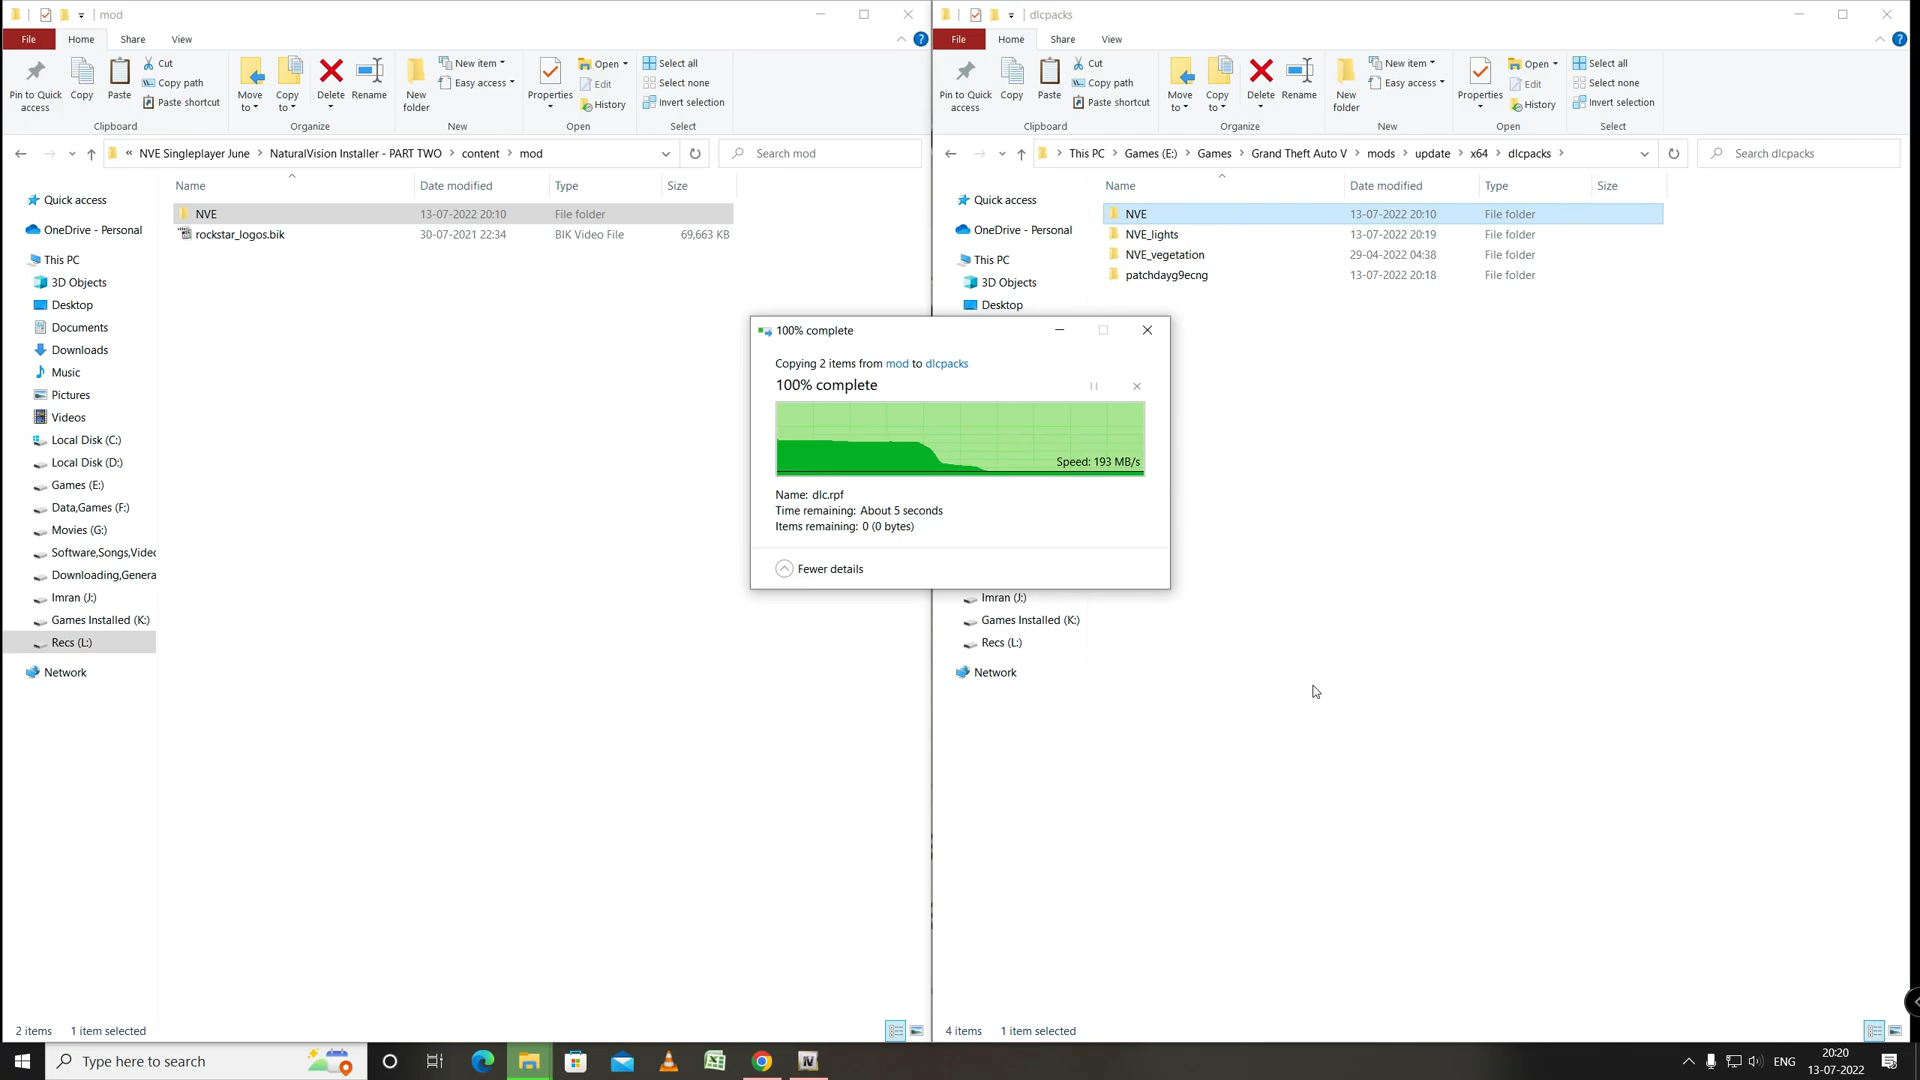 mod
File Home Share View
Pin to Quick access
Copy
Paste
Cut
Copy path
Paste shortcut
Clipboard
Move to
Copy to
Delete
Rename
Organize
New folder
New item
Easy access
New
Properties
Open
Edit
History
Open
Select all
Select none
Invert selection
Select
« NVE Singleplayer June > NaturalVision Installer - PART TWO > content > mod
Search mod
Name Date modified Type Size
NVE 13-07-2022 20:10 File folder
rockstar_logos.bik 30-07-2021 22:34 BIK Video File 69,663 KB
Quick access
OneDrive - Personal
This PC
3D Objects
Desktop
Documents
Downloads
Music
Pictures
Videos
Local Disk (C:)
Local Disk (D:)
Games (E:)
Data,Games (F:)
Movies (G:)
Software,Songs,Videc
Downloading,Genera
Imran (J:)
Games Installed (K:)
Recs (L:)
Network
2 items 1 item selected
dlcpacks
File Home Share View
Pin to Quick access
Copy
Paste
Cut
Copy path
Paste shortcut
Clipboard
Move to
Copy to
Delete
Rename
Organize
New folder
New item
Easy access
New
Properties
Open
Edit
History
Open
Select all
Select none
Invert selection
Select
> This PC > Games (E:) > Games > Grand Theft Auto V > mods > update > x64 > dlcpacks >
Search dlcpacks
Name Date modified Type Size
NVE 13-07-2022 20:10 File folder
NVE_lights 13-07-2022 20:19 File folder
NVE_vegetation 29-04-2022 04:38 File folder
patchdayg9ecng 13-07-2022 20:18 File folder
Quick access
OneDrive - Personal
This PC
3D Objects
Desktop
Imran (J:)
Games Installed (K:)
Recs (L:)
Network
4 items 1 item selected
100% complete
Copying 2 items from mod to dlcpacks
100% complete
Speed: 193 MB/s
Name: dlc.rpf
Time remaining: About 5 seconds
Items remaining: 0 (0 bytes)
Fewer details
Type here to search
IV
ENG
20:20
13-07-2022